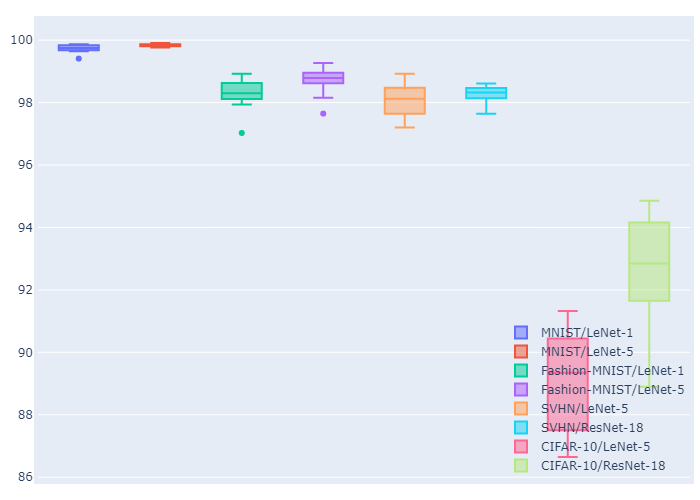 100
98
96
94
92
90
88
86
MNIST/LeNet-1
MNIST/LeNet-5
Fashion-MNIST/LeNet-1
Fashion-MNIST/LeNet-5
SVHN/LeNet-5
SVHN/ResNet-18
CIFAR-10/LeNet-5
CIFAR-10/ResNet-18